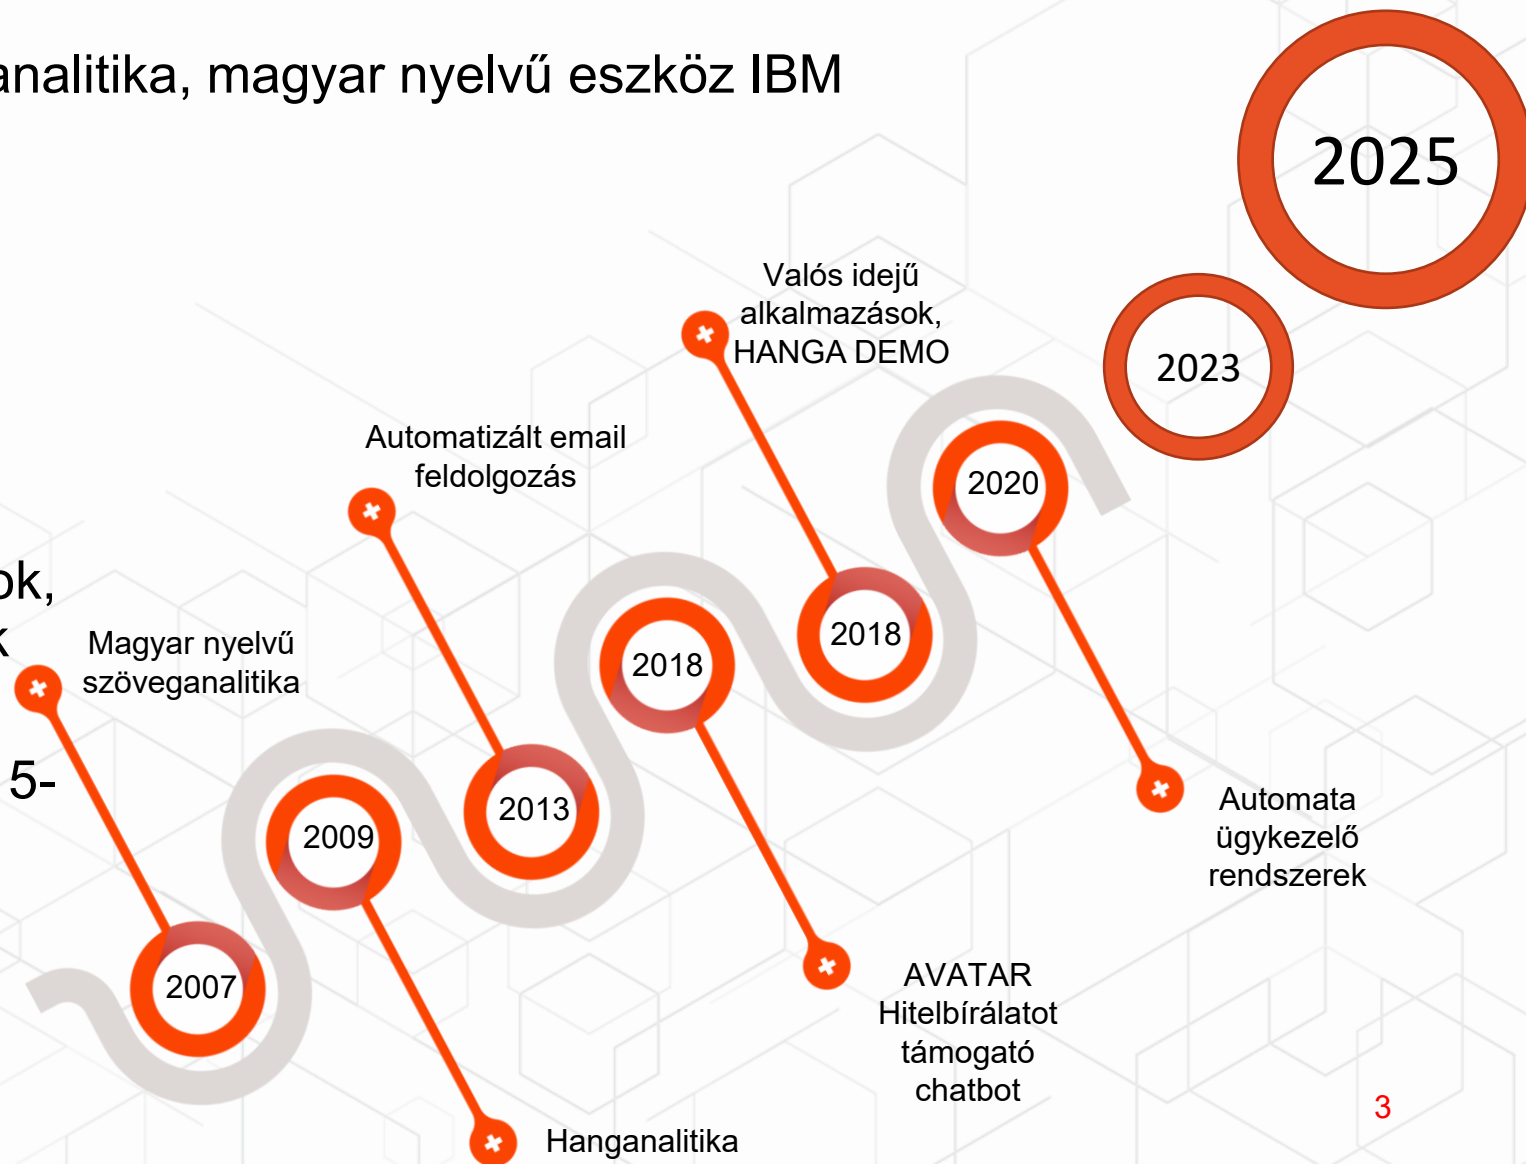 analitika, magyar nyelvű eszköz IBM
2025
Valós idejű
alkalmazások,
HANGA DEMO
2023
Automatizált email
feldolgozás
2020
ok,
k
Magyar nyelvű
szöveganalitika
2018
2018
5-
2013
2009
Automata
ügykezelő
rendszerek
2007
AVATAR
Hitelbírálatot
támogató
chatbot
3
Hanganalitika